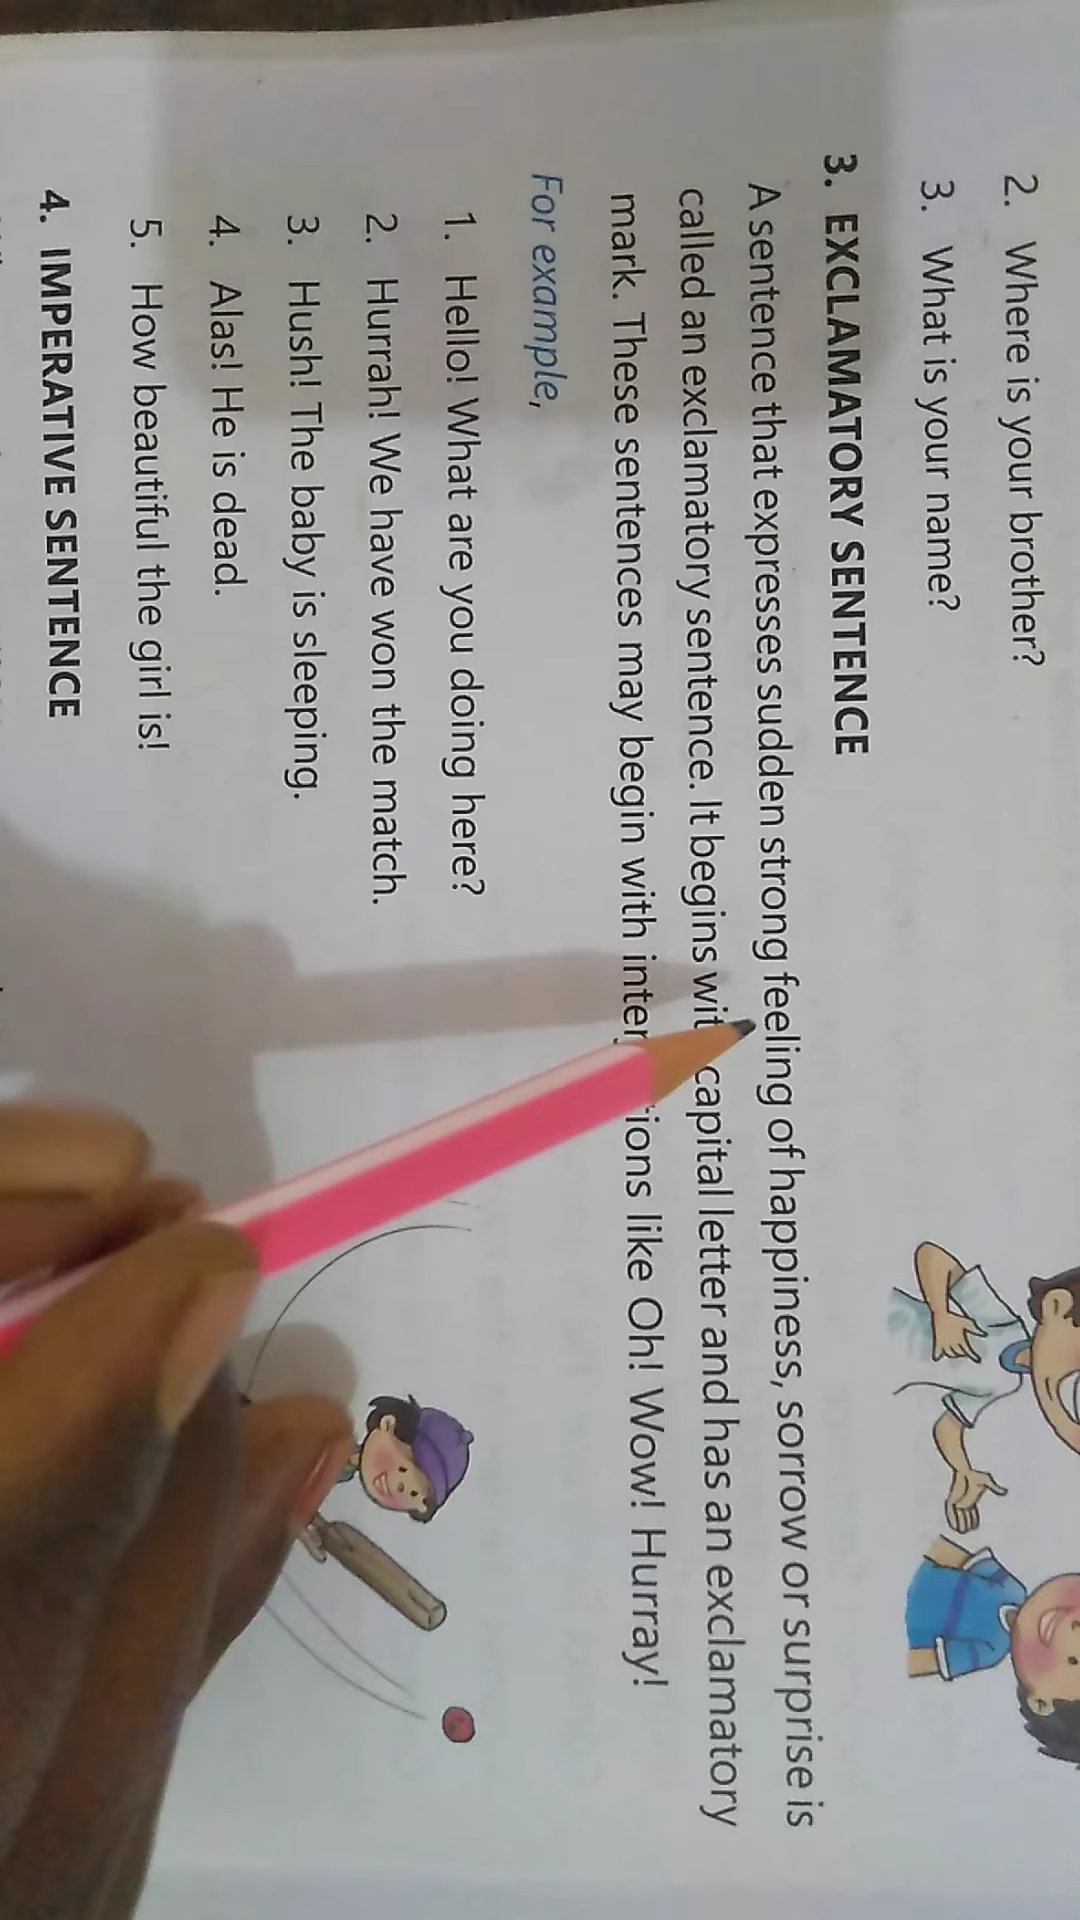 2. Where is your brother?
3. What is your name?
3. EXCLAMATORY SENTENCE
A sentence that expresses sudden strong feeling of happiness, sorrow or surprise is
called an exclamatory sentence. It begins capital letter and has an exclamatory
mark. These sentences may begin with like Oh! Wow! Hurray!
For example,
1. Hello! What are you doing here?
2. Hurrah! We have won the match.
3. Hush! The baby is sleeping.
4. Alas! He is dead.
5. How beautiful the girl is!
4. IMPERATIVE SENTENCE